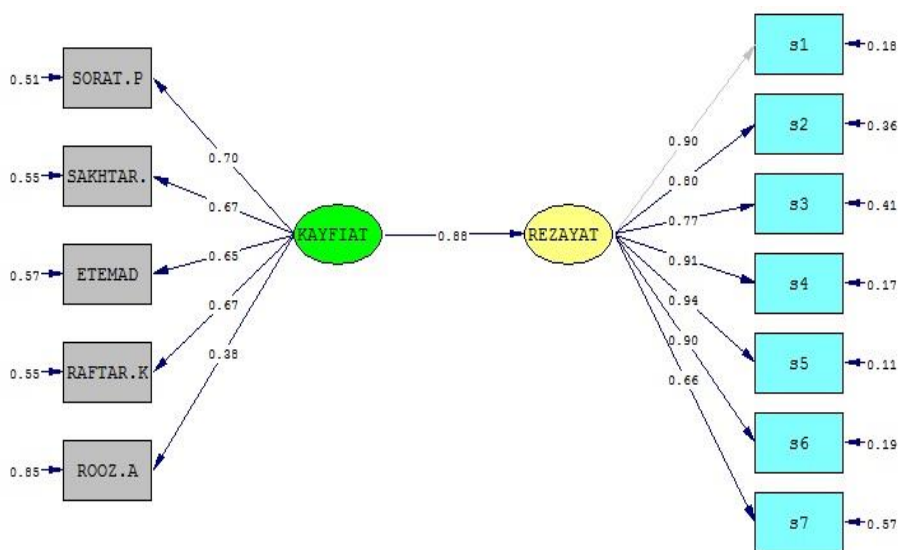 0.51
SORAT.P
0.55
SAKHTAR.
0.57
ETEMAD
0.55
RAFTAR.K
0.85
ROOZ.A
0.70
0.67
0.65
0.67
0.38
KAYFIAT
0.88
REZAYAT
0.90
0.80
0.77
0.91
0.94
0.90
0.66
s1
0.18
s2
0.36
s3
0.41
s4
0.17
s5
0.11
s6
0.19
s7
0.57